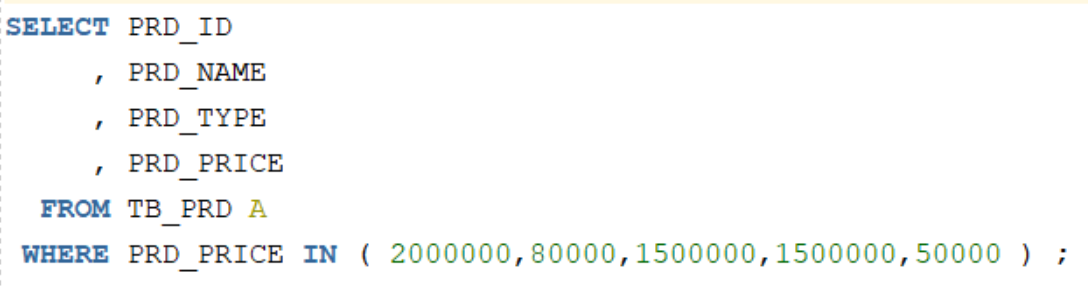 SELECT PRD_ID
, PRD_NAME
, PRD_TYPE
, PRD_PRICE
FROM TB_PRD A
WHERE PRD_PRICE IN ( 2000000,80000,1500000,1500000,50000 ) ;